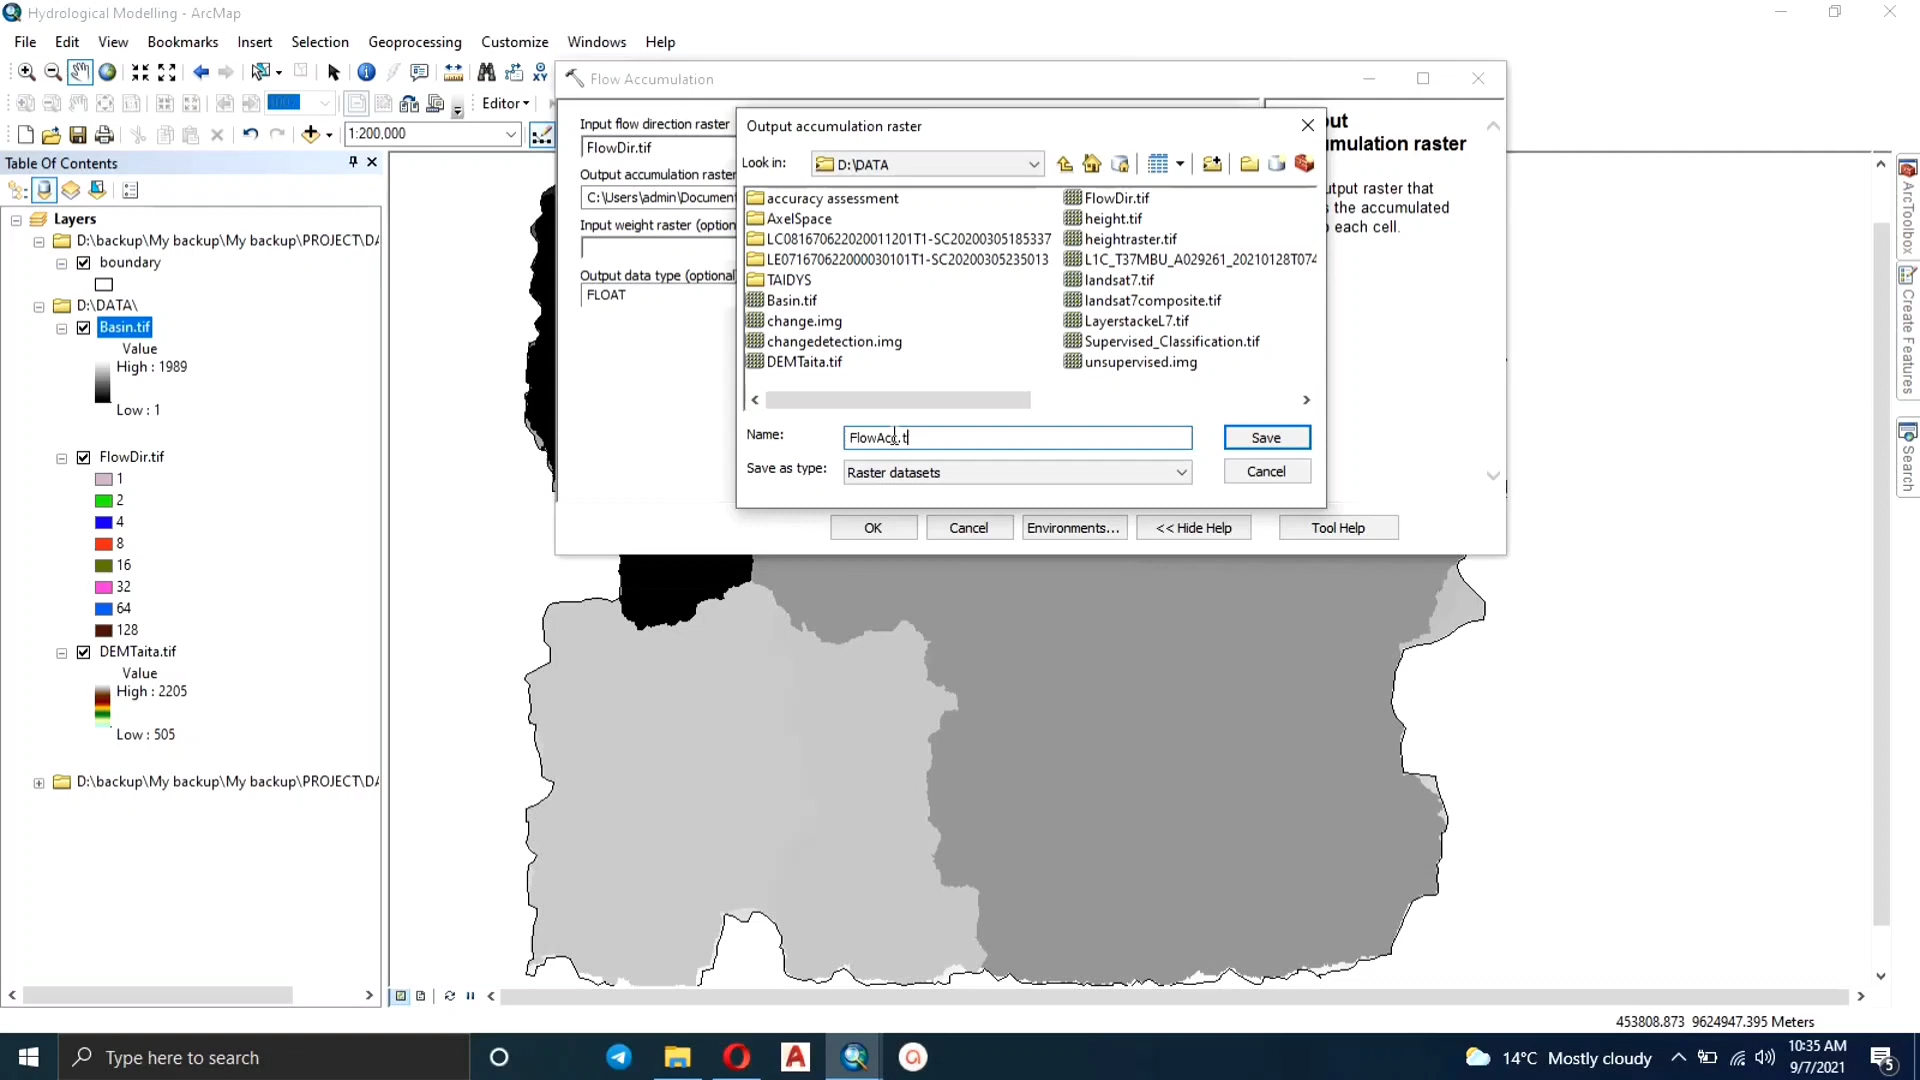 Hydrological Modelling - ArcMap
File Edit View Bookmarks Insert Selection Geoprocessing Customize Windows Help
Editor
1:200,000
Table Of Contents
Layers
D:\backup\My backup\My backup\PROJECT\DA
boundary
D:\DATA\
Basin.tif
Value
High : 1989
Low : 1
FlowDir.tif
1
2
4
8
16
32
64
128
DEMTaita.tif
Value
High : 2205
Low : 505
D:\backup\My backup\My backup\PROJECT\DA
Flow Accumulation
Input flow direction raster
FlowDir.tif
Output accumulation raster
C:\Users\admin\Document
Input weight raster (option
Output data type (optional
FLOAT
Output accumulation raster
Look in:
D:\DATA
accuracy assessment
AxelSpace
LC081670622020011201T1-SC20200305185337
LE071670622000030101T1-SC20200305235013
TAIDYS
Basin.tif
change.img
changedetection.img
DEMTaita.tif
FlowDir.tif
height.tif
heightraster.tif
L1C_T37MBU_A029261_20210128T074
landsat7.tif
landsat7composite.tif
LayerstackeL7.tif
Supervised_Classification.tif
unsupervised.img
Name:
FlowAcc.t
Save
Save as type:
Raster datasets
Cancel
put
mulation raster
utput raster that
s the accumulated
o each cell.
OK
Cancel
Environments...
<< Hide Help
Tool Help
ArcToolbox
Create Features
Search
453808.873 9624947.395 Meters
Type here to search
14°C Mostly cloudy
10:35 AM
9/7/2021
5